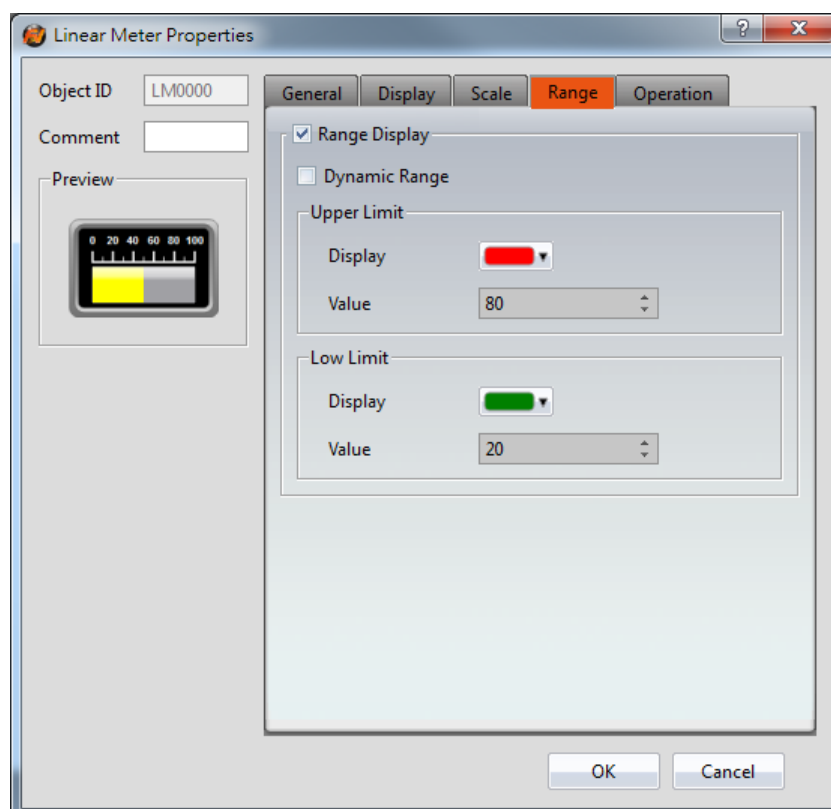 Linear Meter Properties
Object ID LM0000
Comment
Preview
0 20 40 60 80 100
General Display Scale Range Operation
Range Display
Dynamic Range
Upper Limit
Display
Value 80
Low Limit
Display
Value 20
OK Cancel